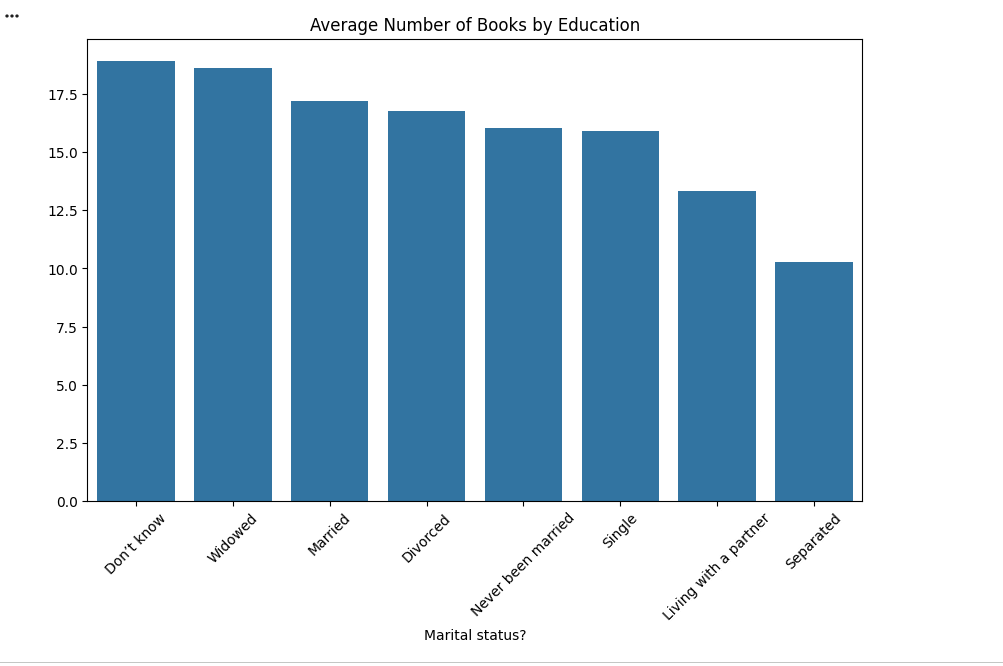 Average Number of Books by Education
17.5
15.0
12.5
10.0
7.5
5.0
2.5
0.0
Don't know
Widowed
Married
Divorced
Never been married
Single
Living with a partner
Separated
Marital status?